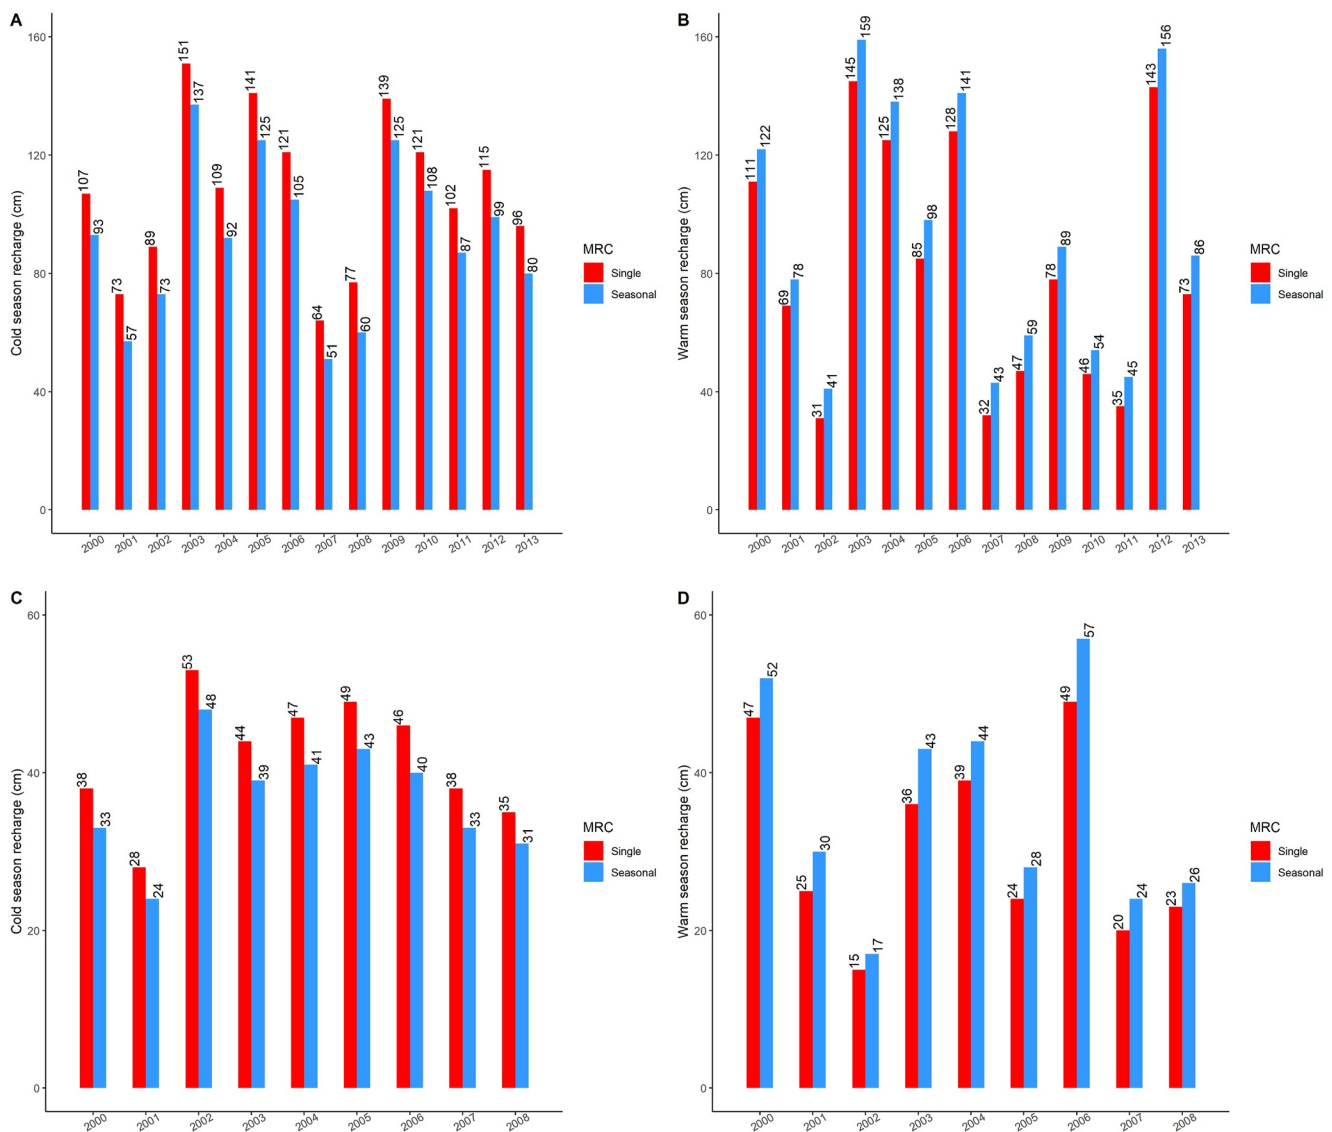 A
Cold season recharge (cm)
160
120
80
40
0
107 93 73 57 89 73 151 137 109 92 141 125 121 105 64 51 77 60 139 125 121 108 102 87 115 99 96 80
2000 2001 2002 2003 2004 2005 2006 2007 2008 2009 2010 2011 2012 2013
MRC
Single
Seasonal
B
Warm season recharge (cm)
160
120
80
40
0
111 122 69 78 31 41 145 159 125 138 85 98 128 141 32 43 47 59 78 89 46 54 35 45 143 156 73 86
2000 2001 2002 2003 2004 2005 2006 2007 2008 2009 2010 2011 2012 2013
MRC
Single
Seasonal
C
Cold season recharge (cm)
60
40
20
0
38 33 28 24 53 48 44 39 47 41 49 43 46 40 38 33 35 31
2000 2001 2002 2003 2004 2005 2006 2007 2008
MRC
Single
Seasonal
D
Warm season recharge (cm)
60
40
20
0
47 52 25 30 15 17 36 43 39 44 24 28 49 57 20 24 23 26
2000 2001 2002 2003 2004 2005 2006 2007 2008
MRC
Single
Seasonal